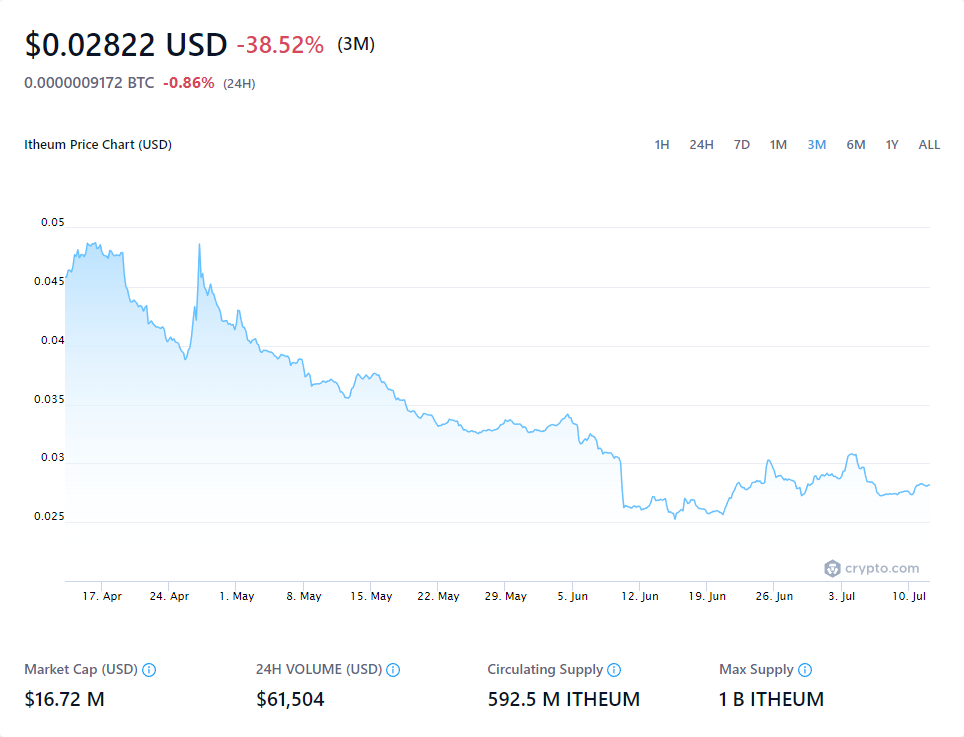 $0.02822 USD -38.52% (3M)
0.0000009172 BTC -0.86% (24H)
Itheum Price Chart (USD)
1H 24H 7D 1M 3M 6M 1Y ALL
0.05
0.045
0.04
0.035
0.03
0.025
crypto.com
17. Apr 24. Apr 1. May 8. May 15. May 22. May 29. May 5. Jun 12. Jun 19. Jun 26. Jun 3. Jul 10. Jul
Market Cap (USD) 24H VOLUME (USD) Circulating Supply Max Supply
$16.72 M $61,504 592.5 M ITHEUM 1 B ITHEUM